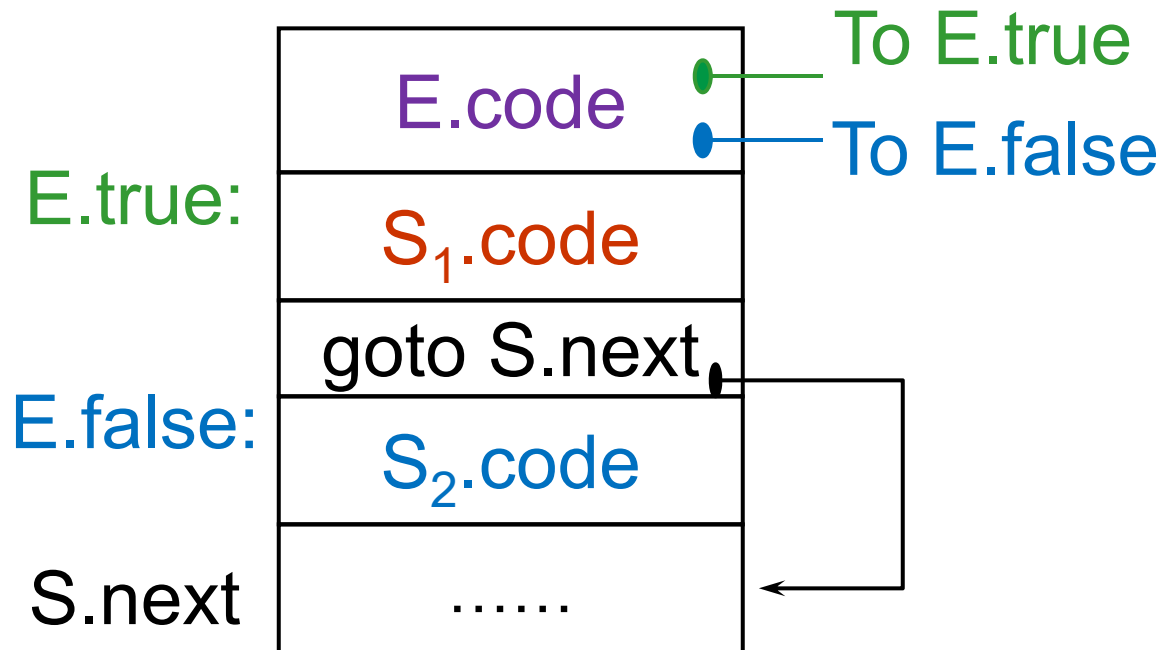 To E.true
E.code
To E.false
E.true:
S₁.code
goto S.next
E.false:
S₂.code
S.next
......